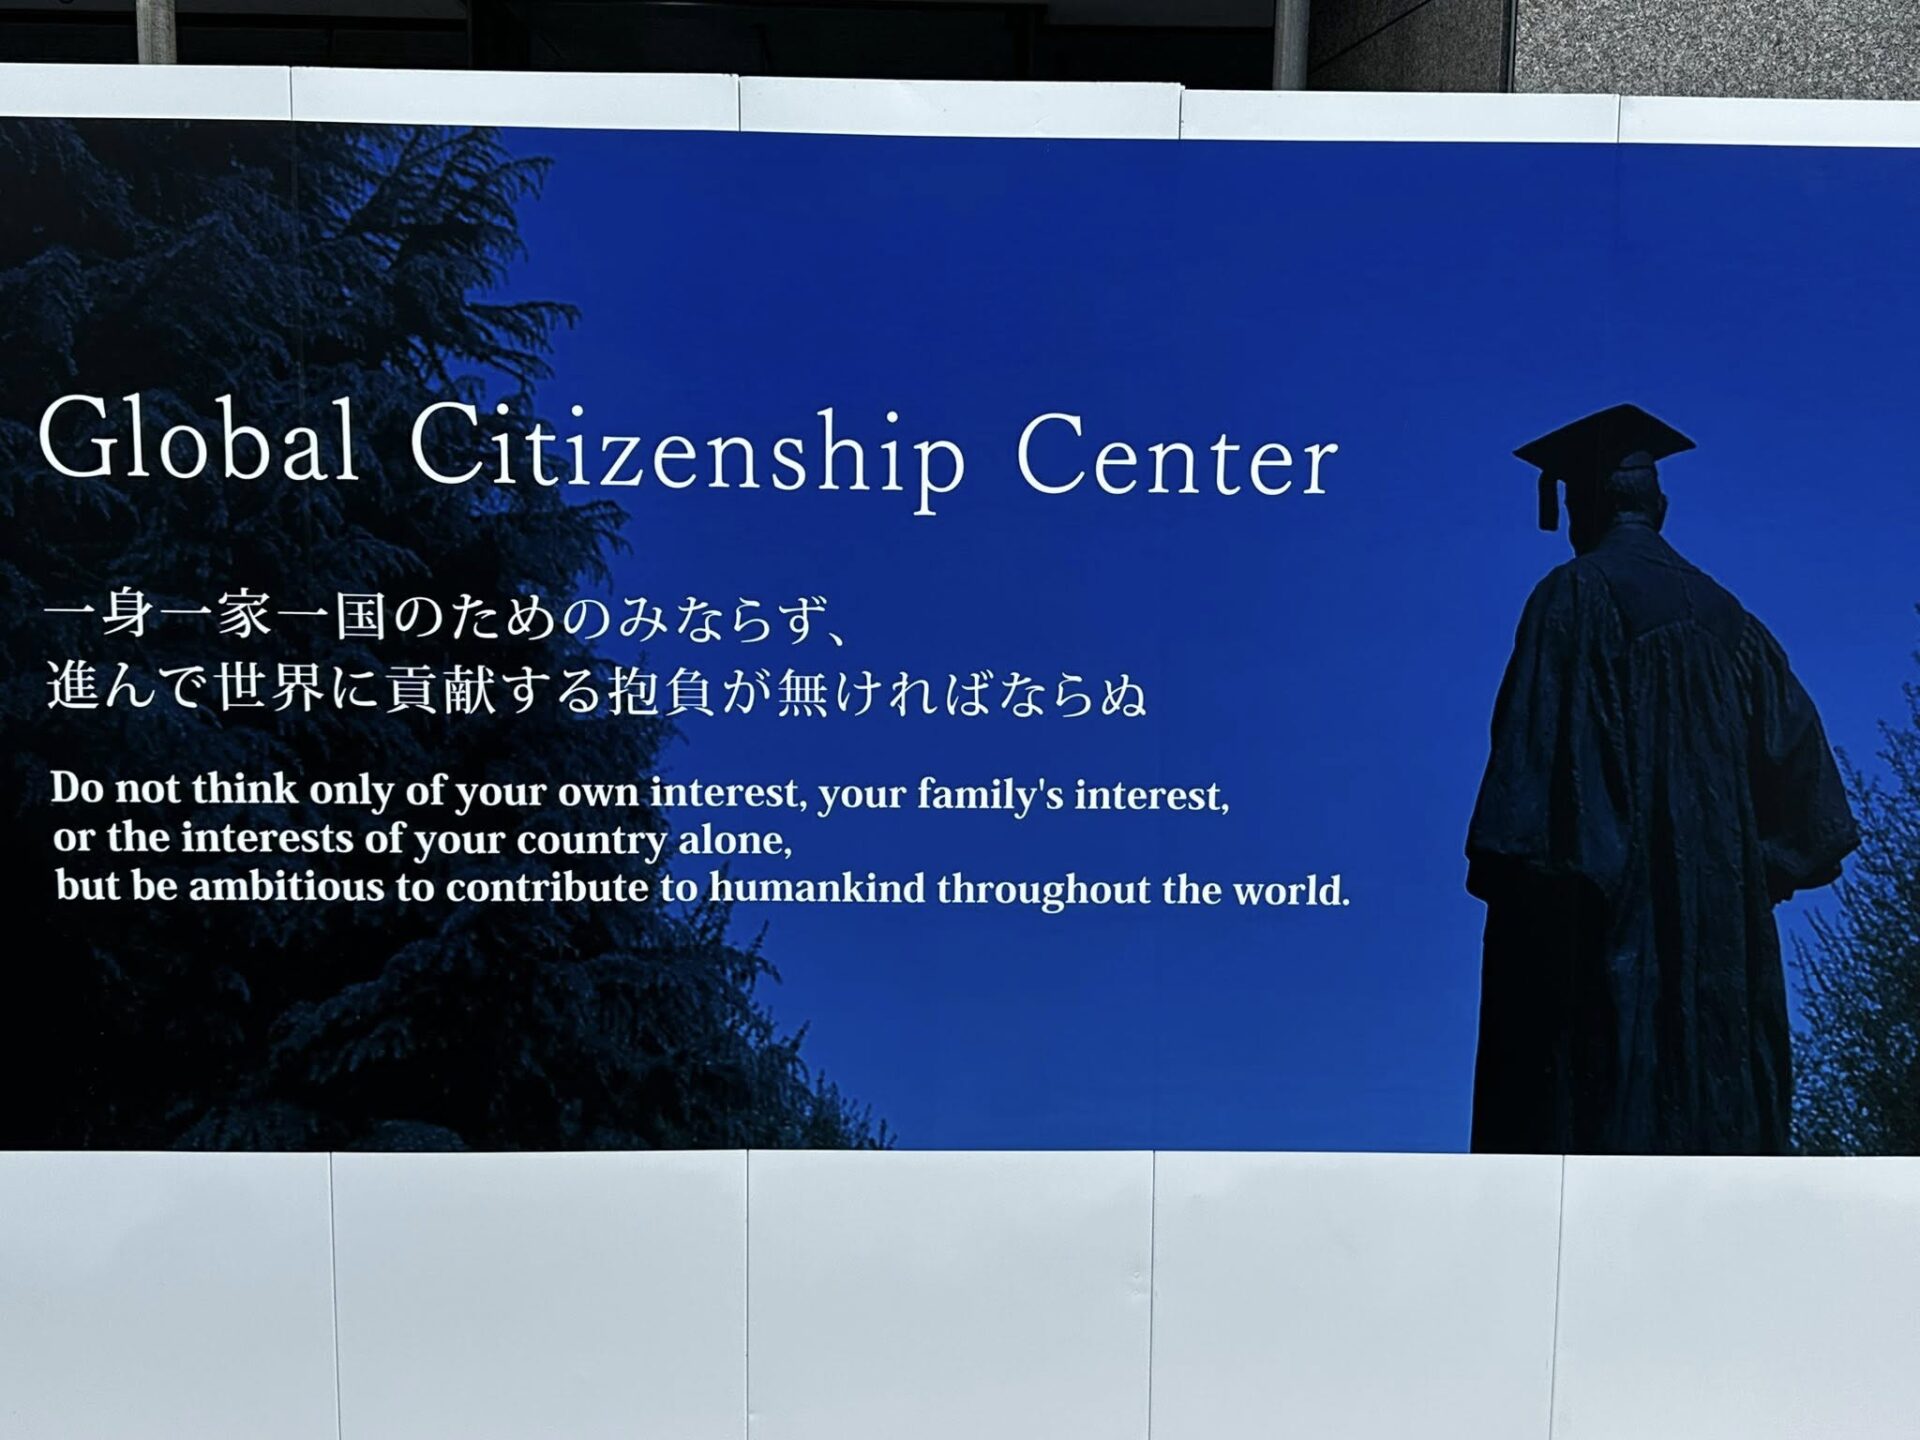 Global Citizenship Center
一身一家一国のためのみならず、
進んで世界に貢献する抱負が無ければならぬ
Do not think only of your own interest, your family's interest,
or the interests of your country alone,
but be ambitious to contribute to humankind throughout the world.